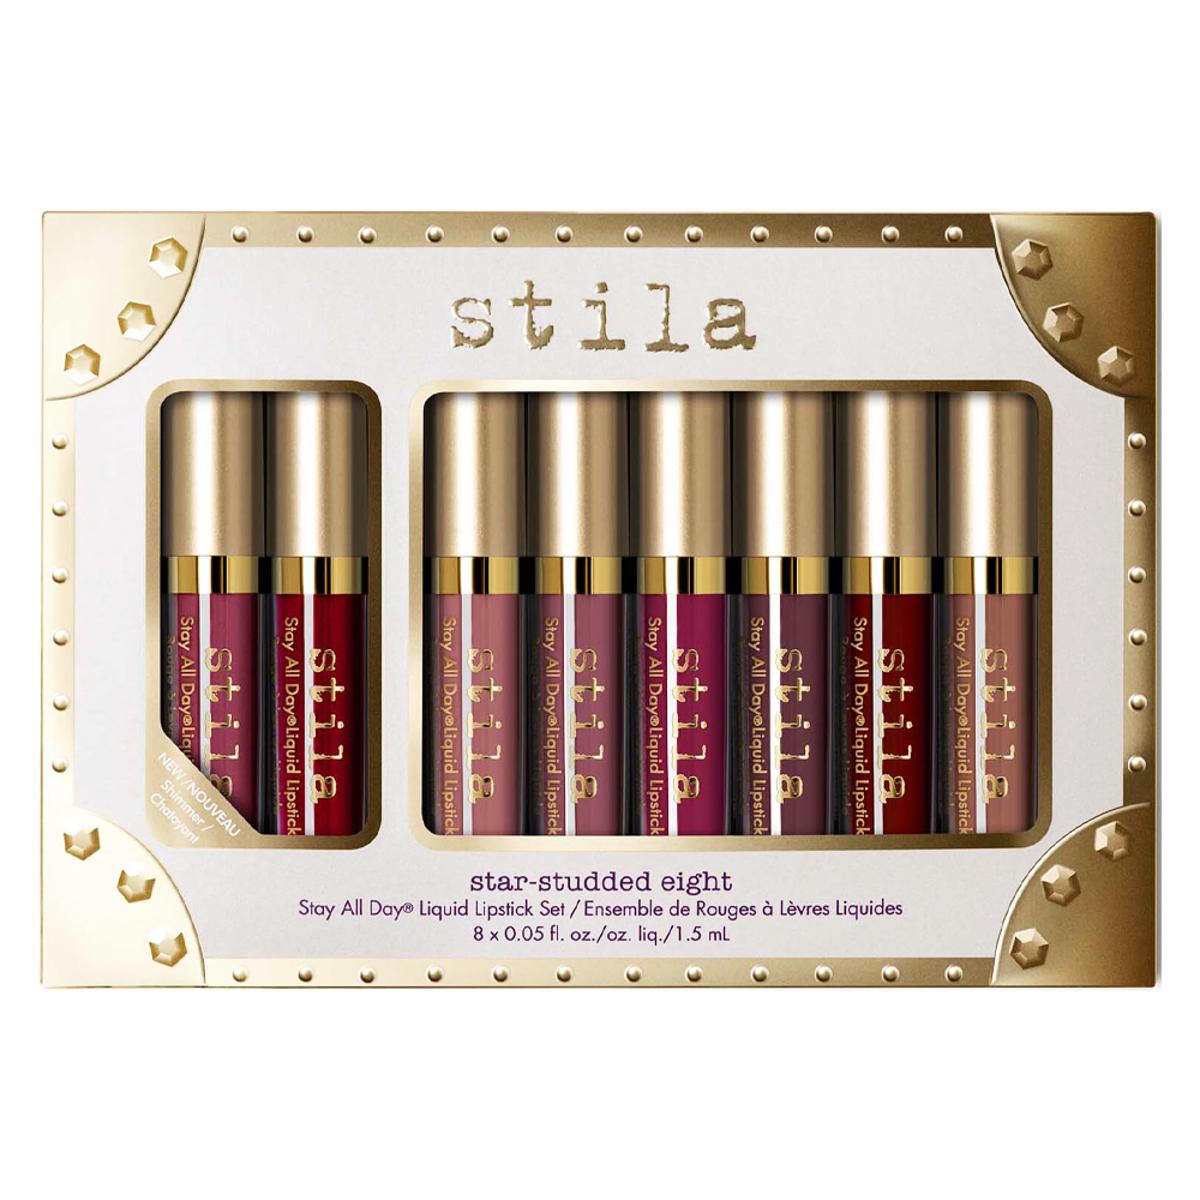 stila
stila
Stay All Day® Liquid
stila
Stay All Day® Liquid Lipstick
stila
Stay All Day® Liquid Lipstick
stila
Stay All Day® Liquid Lipstick
stila
Stay All Day® Liquid Lipstick
stila
Stay All Day® Liquid Lipstick
stila
Stay All Day® Liquid Lipstick
stila
Stay All Day® Liquid Lipstick
NEW/NOUVEAU
Shimmer/
Chatoyant
star-studded eight
Stay All Day® Liquid Lipstick Set / Ensemble de Rouges à Lèvres Liquides
8 x 0.05 fl. oz./oz. liq./1.5 mL